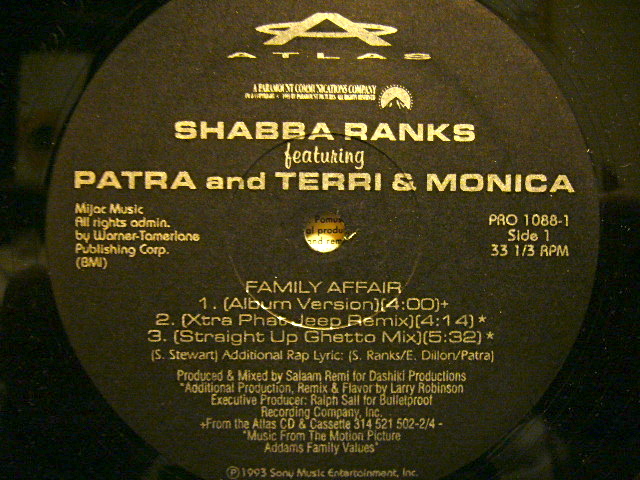 ATLAS
A PARAMOUNT COMMUNICATIONS COMPANY
SHABBA RANKS
featuring
PATRA and TERRI & MONICA
Mijac Music
All rights admin.
by Warner-Tamerlane
Publishing Corp.
(BMI)
PRO 1088-1
Side 1
33 1/3 RPM
FAMILY AFFAIR
1. (Album Version)(4:00)+
2. (Xtra Phat Jeep Remix)(4:14)*
3. (Straight Up Ghetto Mix)(5:32)*
(S. Stewart) Additional Rap Lyric: (S. Ranks/E. Dillon/Patra)
Produced & Mixed by Salaam Remi for Dashiki Productions
*Additional Production, Remix & Flavor by Larry Robinson
Executive Producer: Ralph Sall for Bulletproof
Recording Company, Inc.
+From the Atlas CD & Cassette 314 521 502-2/4 -
"Music From The Motion Picture
Addams Family Values"
Ⓟ1993 Sony Music Entertainment, Inc.